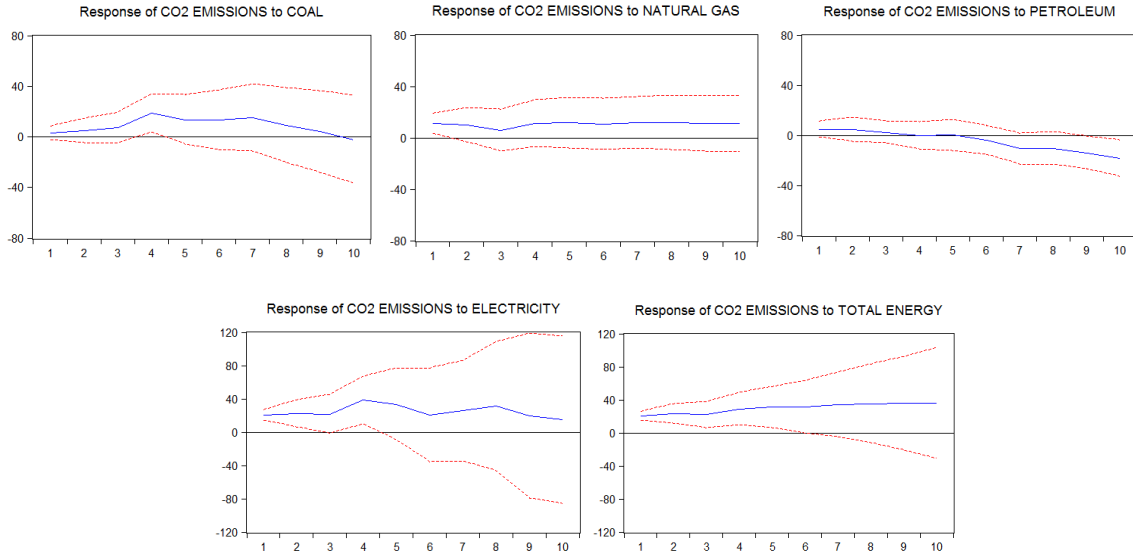 Response of CO2 EMISSIONS to COAL
80
40
0
-40
-80
1 2 3 4 5 6 7 8 9 10
Response of CO2 EMISSIONS to NATURAL GAS
80
40
0
-40
-80
1 2 3 4 5 6 7 8 9 10
Response of CO2 EMISSIONS to PETROLEUM
80
40
0
-40
-80
1 2 3 4 5 6 7 8 9 10
Response of CO2 EMISSIONS to ELECTRICITY
120
80
40
0
-40
-80
-120
1 2 3 4 5 6 7 8 9 10
Response of CO2 EMISSIONS to TOTAL ENERGY
120
80
40
0
-40
-80
-120
1 2 3 4 5 6 7 8 9 10